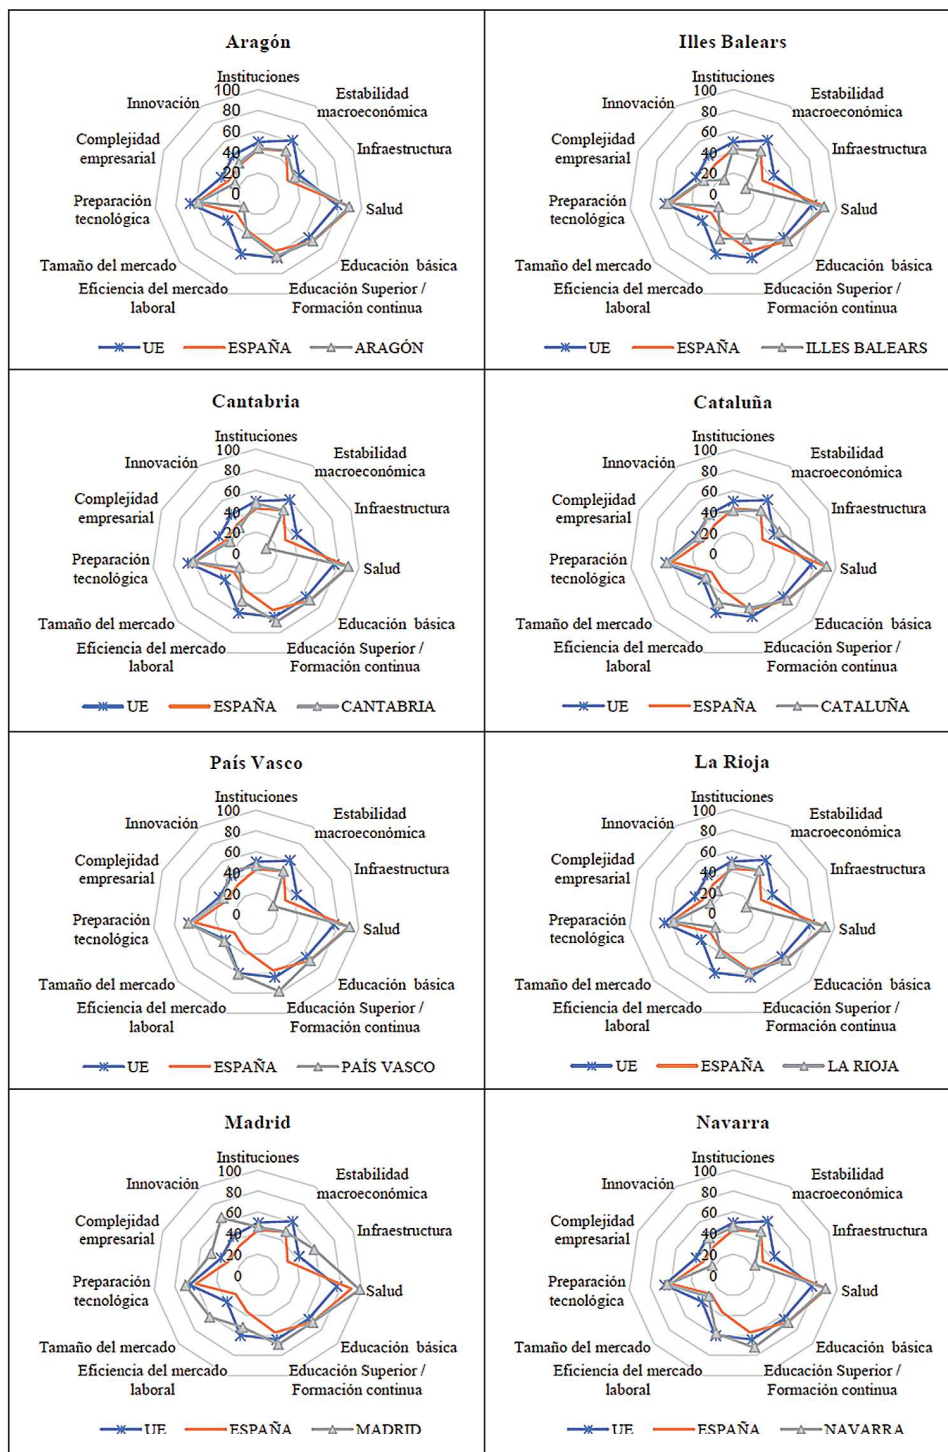 Aragón
Instituciones
Estabilidad
macroeconómica
Infraestructura
Salud
Educación básica
Educación Superior /
Formación continua
Eficiencia del mercado
laboral
Tamaño del mercado
Preparación
tecnológica
Complejidad
empresarial
Innovación
100
80
60
40
20
0
UE ESPAÑA ARAGÓN
Illes Balears
Instituciones
Estabilidad
macroeconómica
Infraestructura
Salud
Educación básica
Educación Superior /
Formación continua
Eficiencia del mercado
laboral
Tamaño del mercado
Preparación
tecnológica
Complejidad
empresarial
Innovación
100
80
60
40
20
0
UE ESPAÑA ILLES BALEARS
Cantabria
Instituciones
Estabilidad
macroeconómica
Infraestructura
Salud
Educación básica
Educación Superior /
Formación continua
Eficiencia del mercado
laboral
Tamaño del mercado
Preparación
tecnológica
Complejidad
empresarial
Innovación
100
80
60
40
20
0
UE ESPAÑA CANTABRIA
Cataluña
Instituciones
Estabilidad
macroeconómica
Infraestructura
Salud
Educación básica
Educación Superior /
Formación continua
Eficiencia del mercado
laboral
Tamaño del mercado
Preparación
tecnológica
Complejidad
empresarial
Innovación
100
80
60
40
20
0
UE ESPAÑA CATALUÑA
País Vasco
Instituciones
Estabilidad
macroeconómica
Infraestructura
Salud
Educación básica
Educación Superior /
Formación continua
Eficiencia del mercado
laboral
Tamaño del mercado
Preparación
tecnológica
Complejidad
empresarial
Innovación
100
80
60
40
20
0
UE ESPAÑA PAÍS VASCO
La Rioja
Instituciones
Estabilidad
macroeconómica
Infraestructura
Salud
Educación básica
Educación Superior /
Formación continua
Eficiencia del mercado
laboral
Tamaño del mercado
Preparación
tecnológica
Complejidad
empresarial
Innovación
100
80
60
40
20
0
UE ESPAÑA LA RIOJA
Madrid
Instituciones
Estabilidad
macroeconómica
Infraestructura
Salud
Educación básica
Educación Superior /
Formación continua
Eficiencia del mercado
laboral
Tamaño del mercado
Preparación
tecnológica
Complejidad
empresarial
Innovación
100
80
60
40
20
0
UE ESPAÑA MADRID
Navarra
Instituciones
Estabilidad
macroeconómica
Infraestructura
Salud
Educación básica
Educación Superior /
Formación continua
Eficiencia del mercado
laboral
Tamaño del mercado
Preparación
tecnológica
Complejidad
empresarial
Innovación
100
80
60
40
20
0
UE ESPAÑA NAVARRA